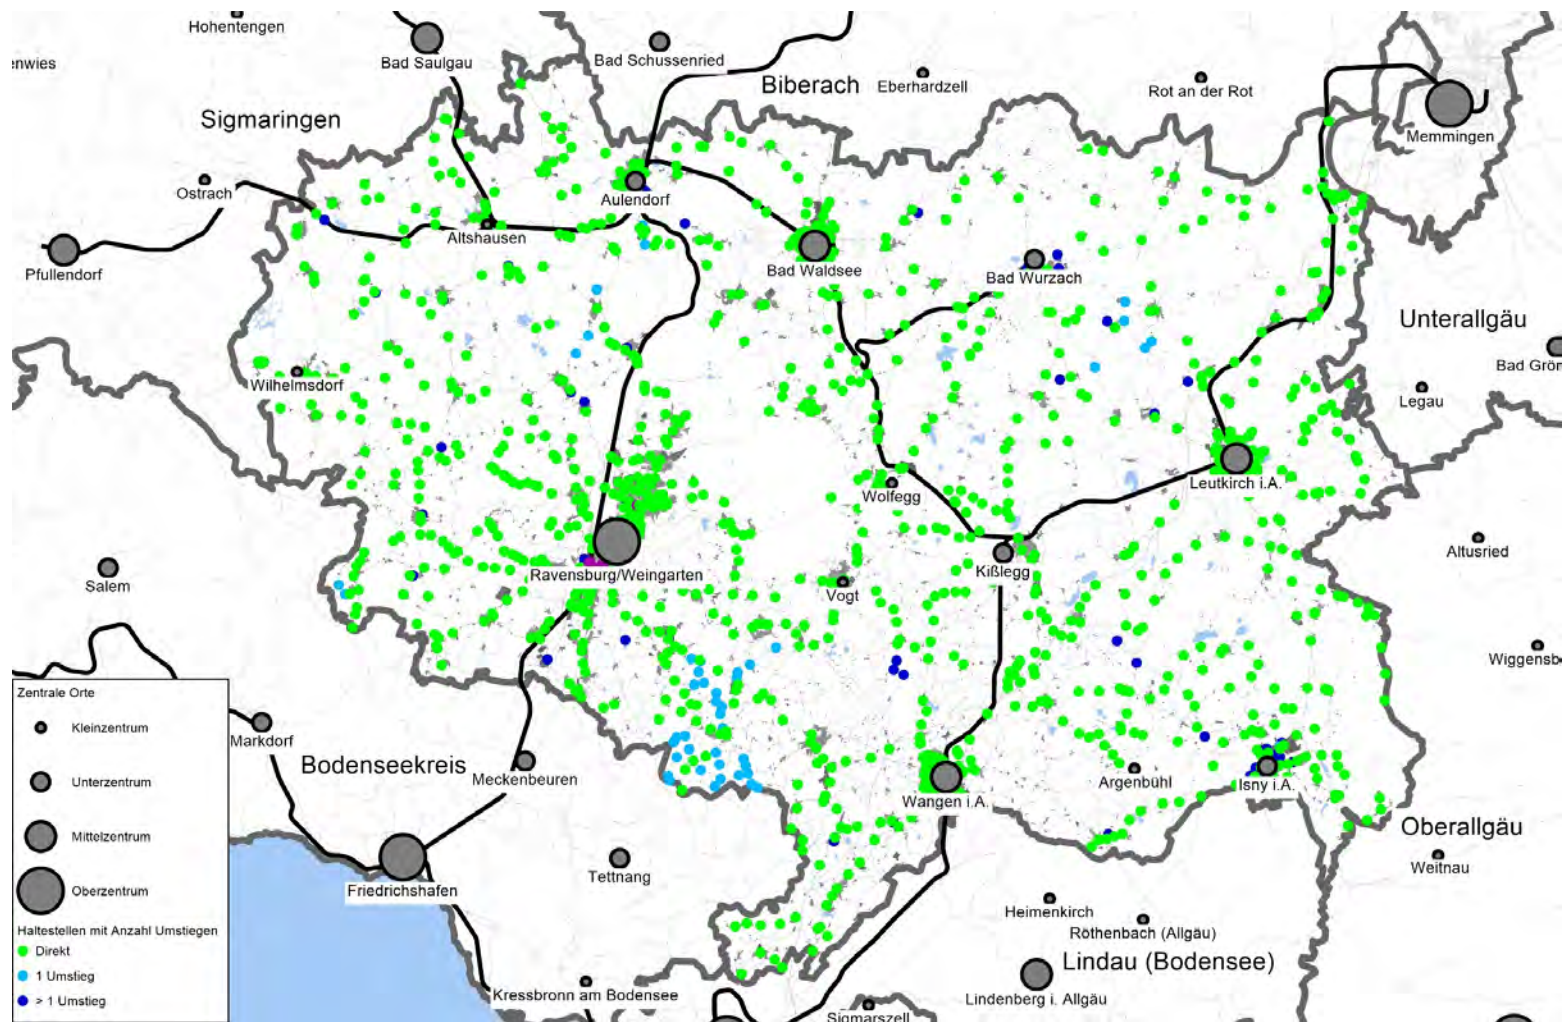 Hohentengen
enwies
Bad Saulgau
Bad Schussenried
Biberach
Eberhardzell
Rot an der Rot
Memmingen
Sigmaringen
Ostrach
Aulendorf
Altshausen
Pfullendorf
Bad Waldsee
Bad Wurzach
Unterallgäu
Bad Grön
Legau
Wilhelmsdorf
Wolfegg
Leutkirch i.A.
Altusried
Salem
Ravensburg/Weingarten
Vogt
Kißlegg
Wiggensb
Markdorf
Bodenseekreis
Meckenbeuren
Wangen i.A.
Argenbühl
Isny i.A.
Oberallgäu
Weitnau
Friedrichshafen
Tettnang
Heimenkirch
Röthenbach (Allgäu)
Lindau (Bodensee)
Lindenberg i. Allgäu
Kressbronn am Bodensee
Sigmarszell
Zentrale Orte
Kleinzentrum
Unterzentrum
Mittelzentrum
Oberzentrum
Haltestellen mit Anzahl Umstiegen
Direkt
1 Umstieg
> 1 Umstieg